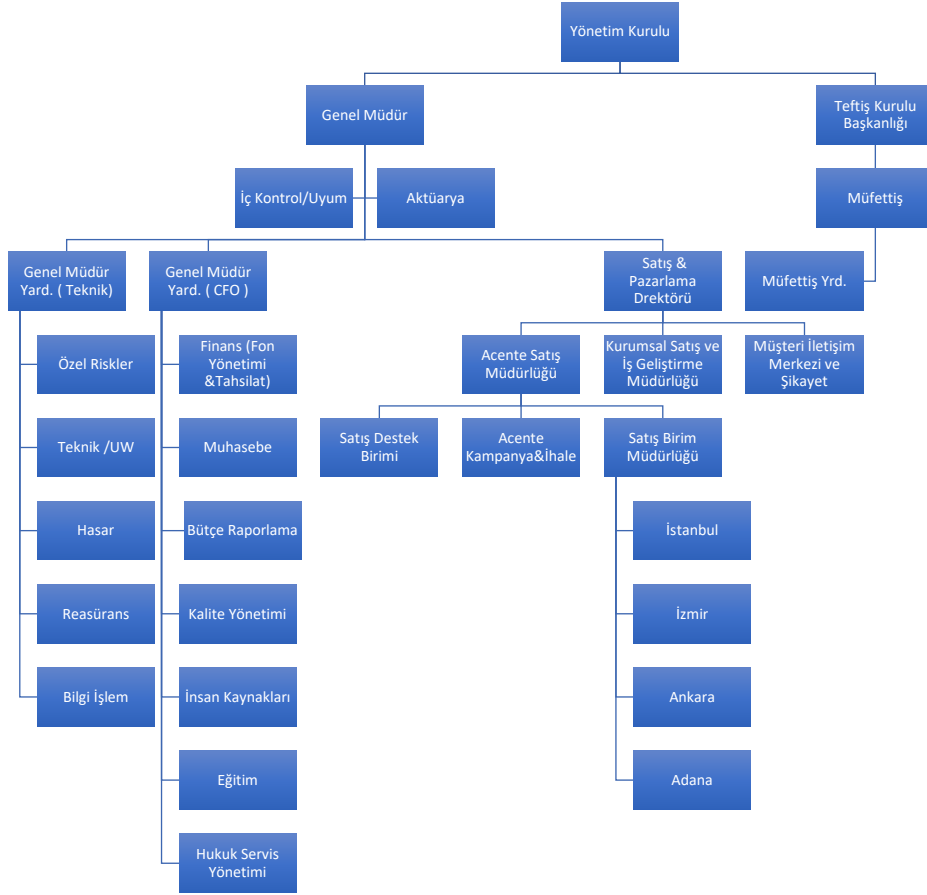 Yönetim Kurulu
Genel Müdür
Teftiş Kurulu
Başkanlığı
İç Kontrol/Uyum
Aktüarya
Müfettiş
Genel Müdür
Yard. ( Teknik)
Genel Müdür
Yard. ( CFO )
Satış &
Pazarlama
Drektörü
Müfettiş Yrd.
Özel Riskler
Finans (Fon
Yönetimi
&Tahsilat)
Acente Satış
Müdürlüğü
Kurumsal Satış ve
İş Geliştirme
Müdürlüğü
Müşteri İletişim
Merkezi ve
Şikayet
Teknik /UW
Muhasebe
Satış Destek
Birimi
Acente
Kampanya&İhale
Satış Birim
Müdürlüğü
Hasar
Bütçe Raporlama
İstanbul
Reasürans
Kalite Yönetimi
İzmir
Bilgi İşlem
İnsan Kaynakları
Ankara
Eğitim
Adana
Hukuk Servis
Yönetimi